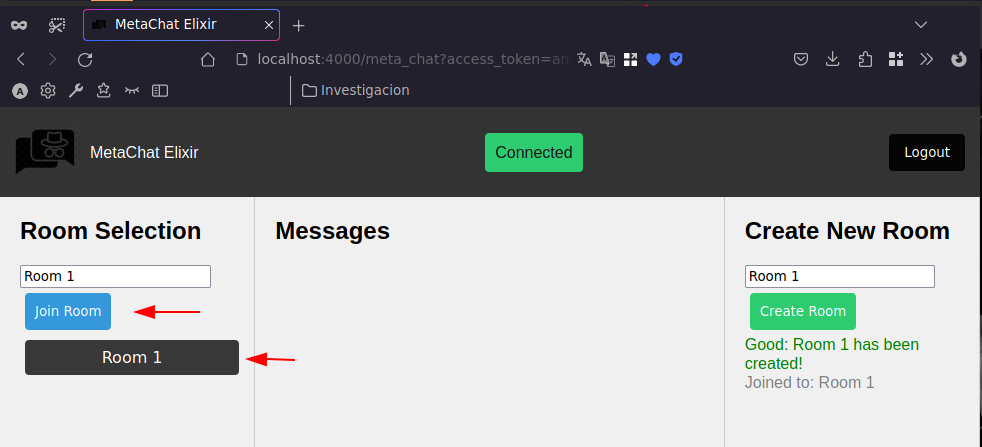 MetaChat Elixir
localhost:4000/meta_chat?access_token=an
A
Investigacion
MetaChat Elixir
Connected
Logout
Room Selection
Messages
Create New Room
Room 1
Room 1
Join Room
Create Room
Room 1
Good: Room 1 has been
created!
Joined to: Room 1